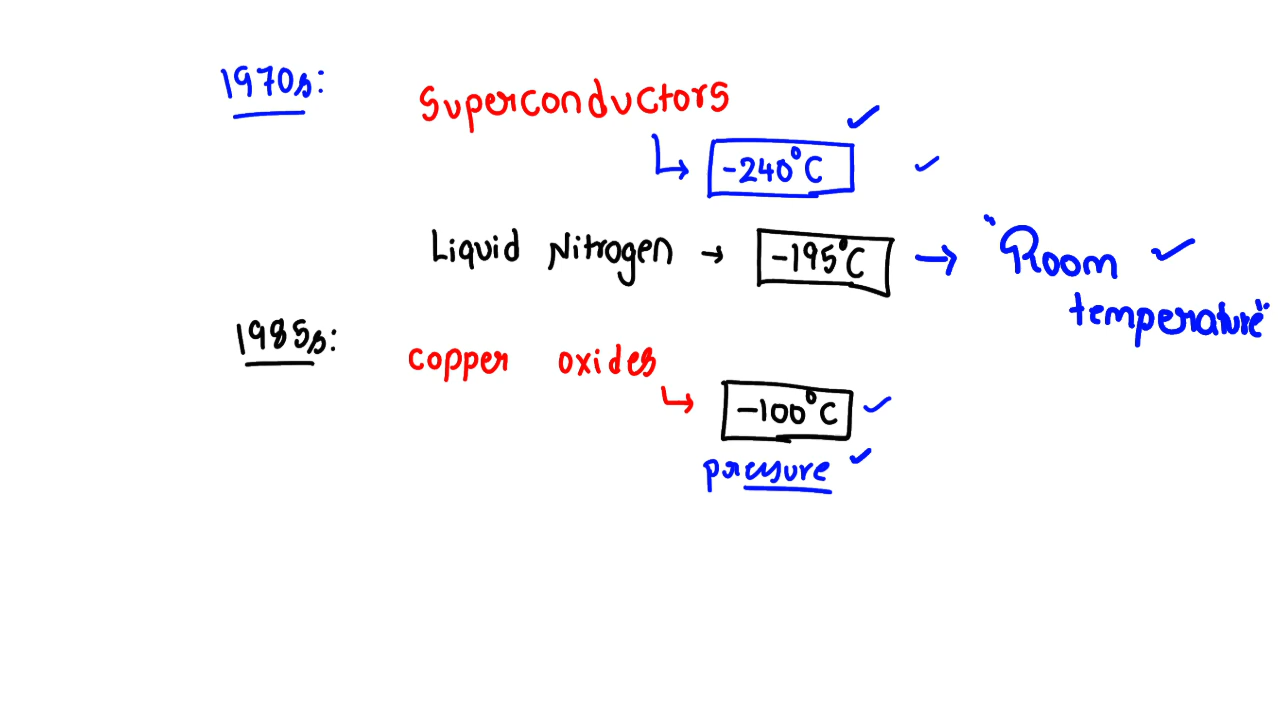 1970s: Superconductors
-240°C
Liquid Nitrogen → -195°C → "Room temperature"
1985s: copper oxides
-100°C
pressure